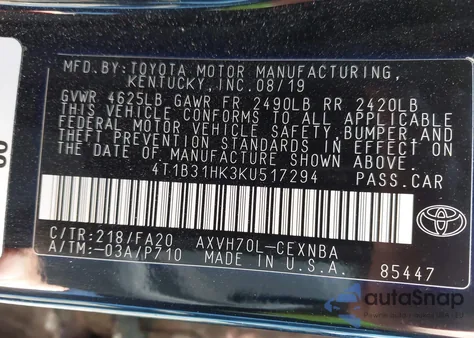 MFD.BY:TOYOTA MOTOR MANUFACTURING,
KENTUCKY,INC.08/19
GVWR 4625LB GAWR FR 2490LB RR 2420LB
THIS VEHICLE CONFORMS TO ALL APPLICABLE
FEDERAL MOTOR VEHICLE SAFETY,BUMPER,AND
THEFT PREVENTION STANDARDS IN EFFECT ON
THE DATE OF MANUFACTURE SHOWN ABOVE.
4T1B31HK3KU517294 PASS.CAR
C/TR:218/FA20 AXVH70L-CEXNBA
A/TM:-03A/P710 MADE IN U.S.A.
85447
autoSnap